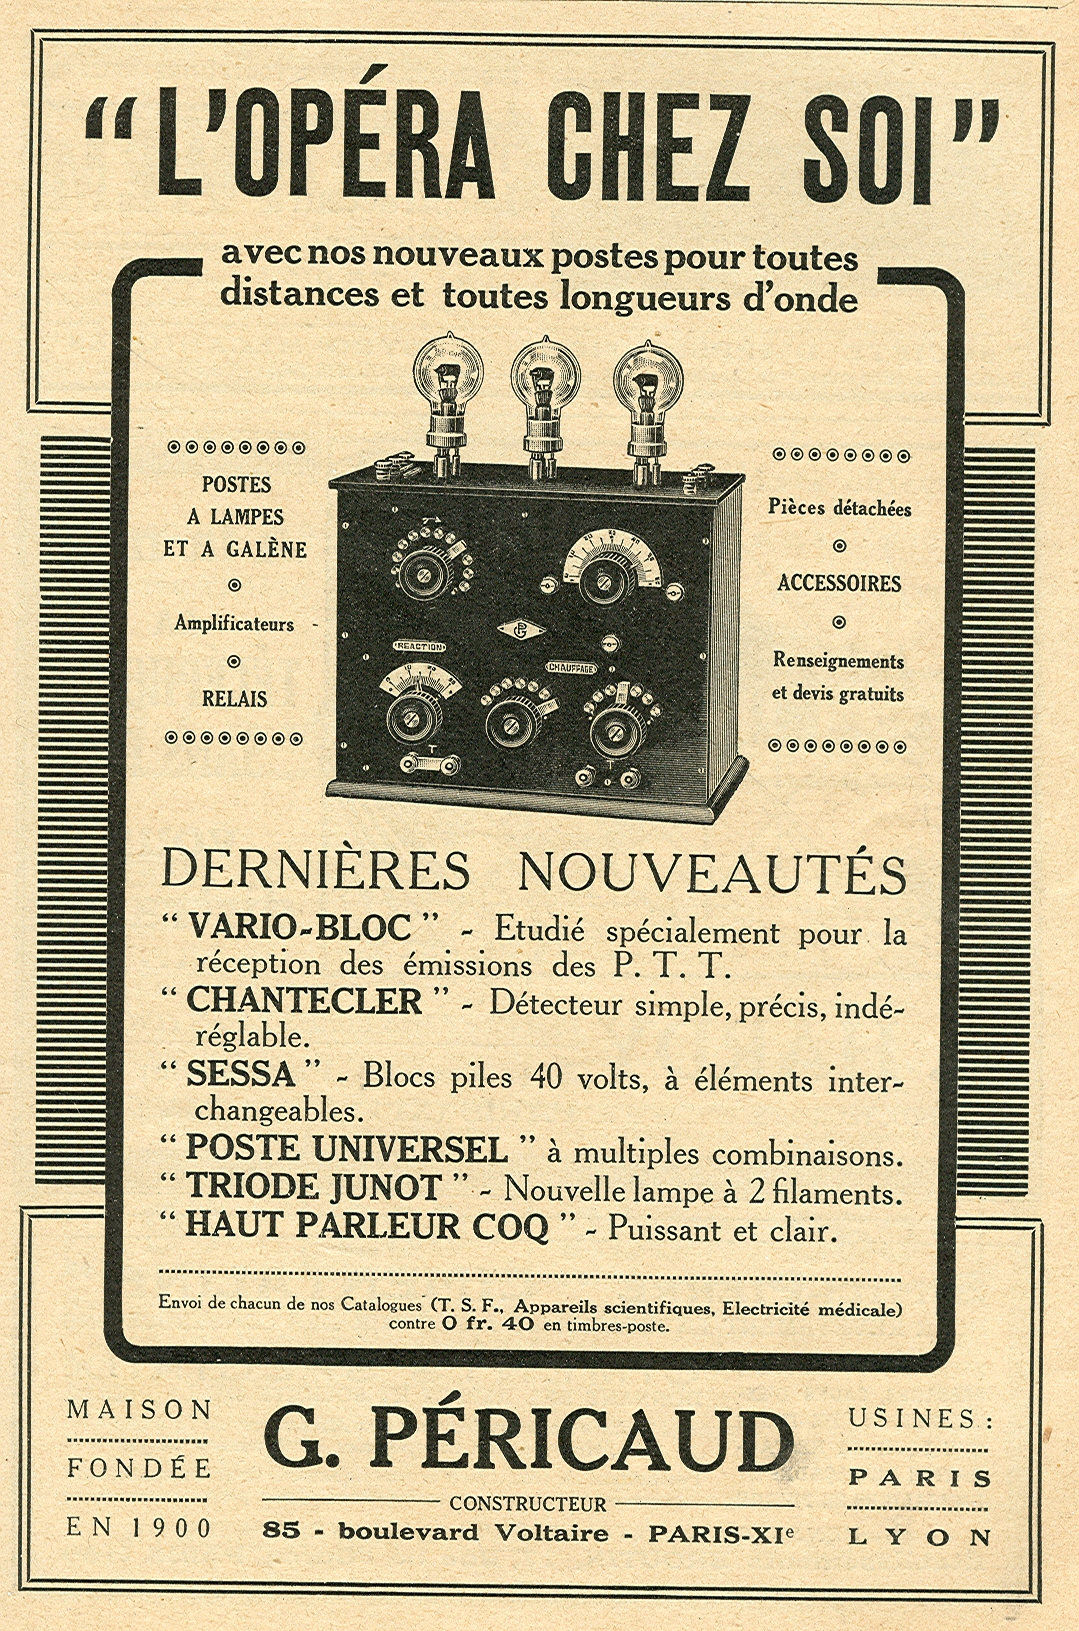 “L'OPÉRA CHEZ SOI”
avec nos nouveaux postes pour toutes
distances et toutes longueurs d'onde
POSTES
A LAMPES
ET A GALÈNE
Amplificateurs -
RELAIS
REACTION
CHAUFFAGE
T
T
Pièces détachées
ACCESSOIRES
Renseignements
et devis gratuits
DERNIÈRES NOUVEAUTÉS
“VARIO-BLOC” - Etudié spécialement pour la
réception des émissions des P. T. T.
“CHANTECLER” - Détecteur simple, précis, indé-
réglable.
“SESSA” - Blocs piles 40 volts, à éléments inter-
changeables.
“POSTE UNIVERSEL” à multiples combinaisons.
“TRIODE JUNOT” - Nouvelle lampe à 2 filaments.
“HAUT PARLEUR COQ” - Puissant et clair.
Envoi de chacun de nos Catalogues (T. S. F., Appareils scientifiques, Electricité médicale)
contre 0 fr. 40 en timbres-poste.
MAISON
FONDÉE
EN 1900
G. PÉRICAUD
CONSTRUCTEUR
85 - boulevard Voltaire - PARIS-XIe
USINES :
PARIS
LYON